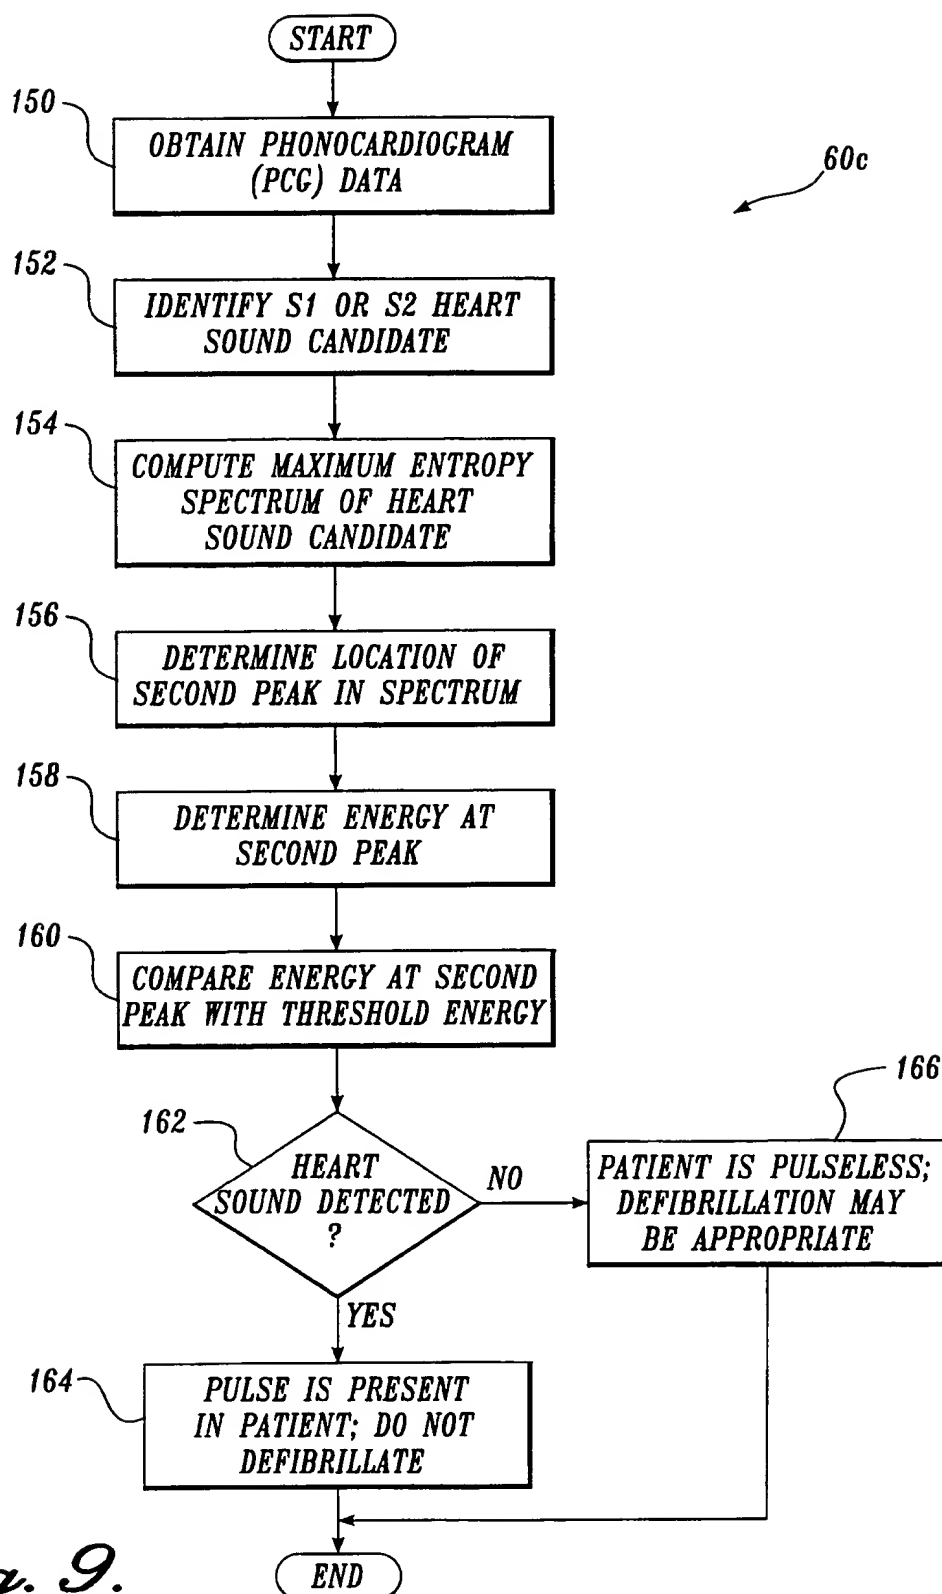 START
150
OBTAIN PHONOCARDIOGRAM
(PCG) DATA
60c
152
IDENTIFY S1 OR S2 HEART
SOUND CANDIDATE
154
COMPUTE MAXIMUM ENTROPY
SPECTRUM OF HEART
SOUND CANDIDATE
156
DETERMINE LOCATION OF
SECOND PEAK IN SPECTRUM
158
DETERMINE ENERGY AT
SECOND PEAK
160
COMPARE ENERGY AT SECOND
PEAK WITH THRESHOLD ENERGY
162
HEART
SOUND DETECTED
?
NO
166
PATIENT IS PULSELESS;
DEFIBRILLATION MAY
BE APPROPRIATE
YES
164
PULSE IS PRESENT
IN PATIENT; DO NOT
DEFIBRILLATE
END
9.